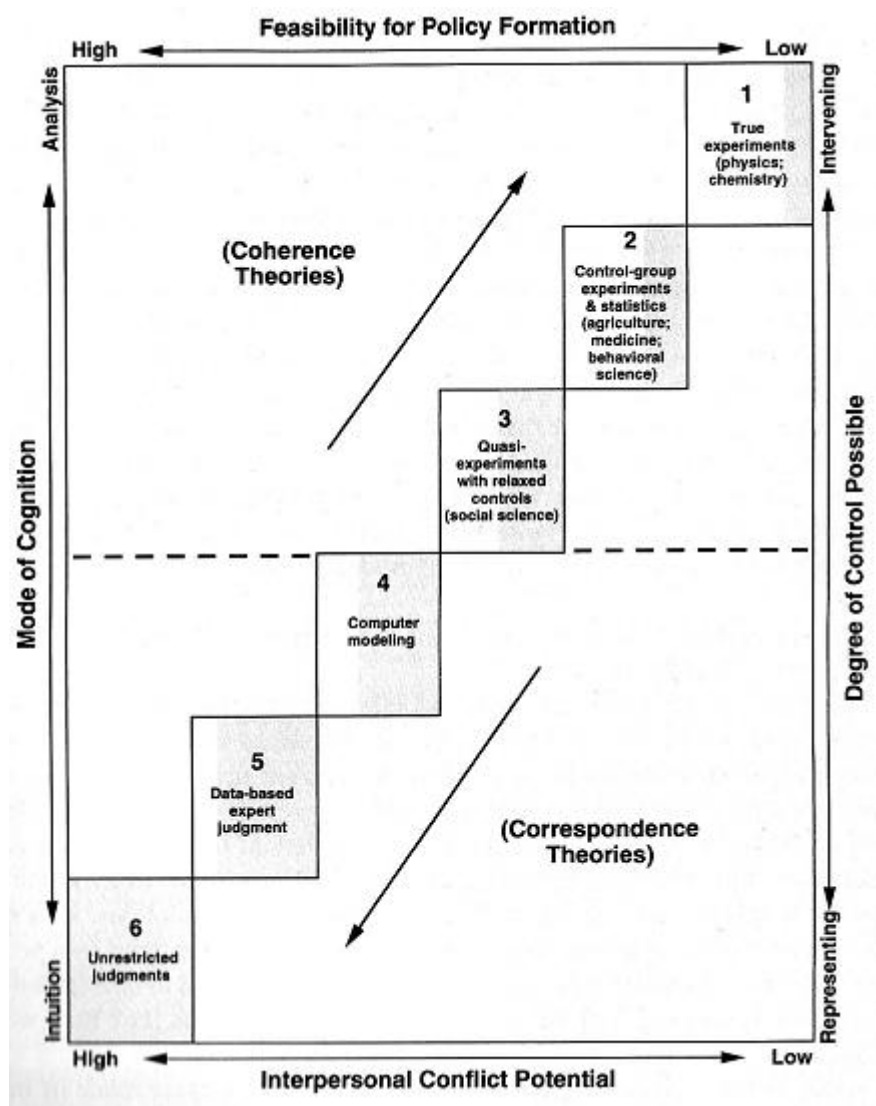 Feasibility for Policy Formation
High
Low
Analysis
Intervening
1
True
experiments
(physics;
chemistry)
2
Control-group
experiments
& statistics
(agriculture;
medicine;
behavioral
science)
(Coherence
Theories)
3
Quasi-
experiments
with relaxed
controls
(social science)
Mode of Cognition
Degree of Control Possible
4
Computer
modeling
5
Data-based
expert
judgment
(Correspondence
Theories)
6
Unrestricted
judgments
Intuition
Representing
High
Low
Interpersonal Conflict Potential